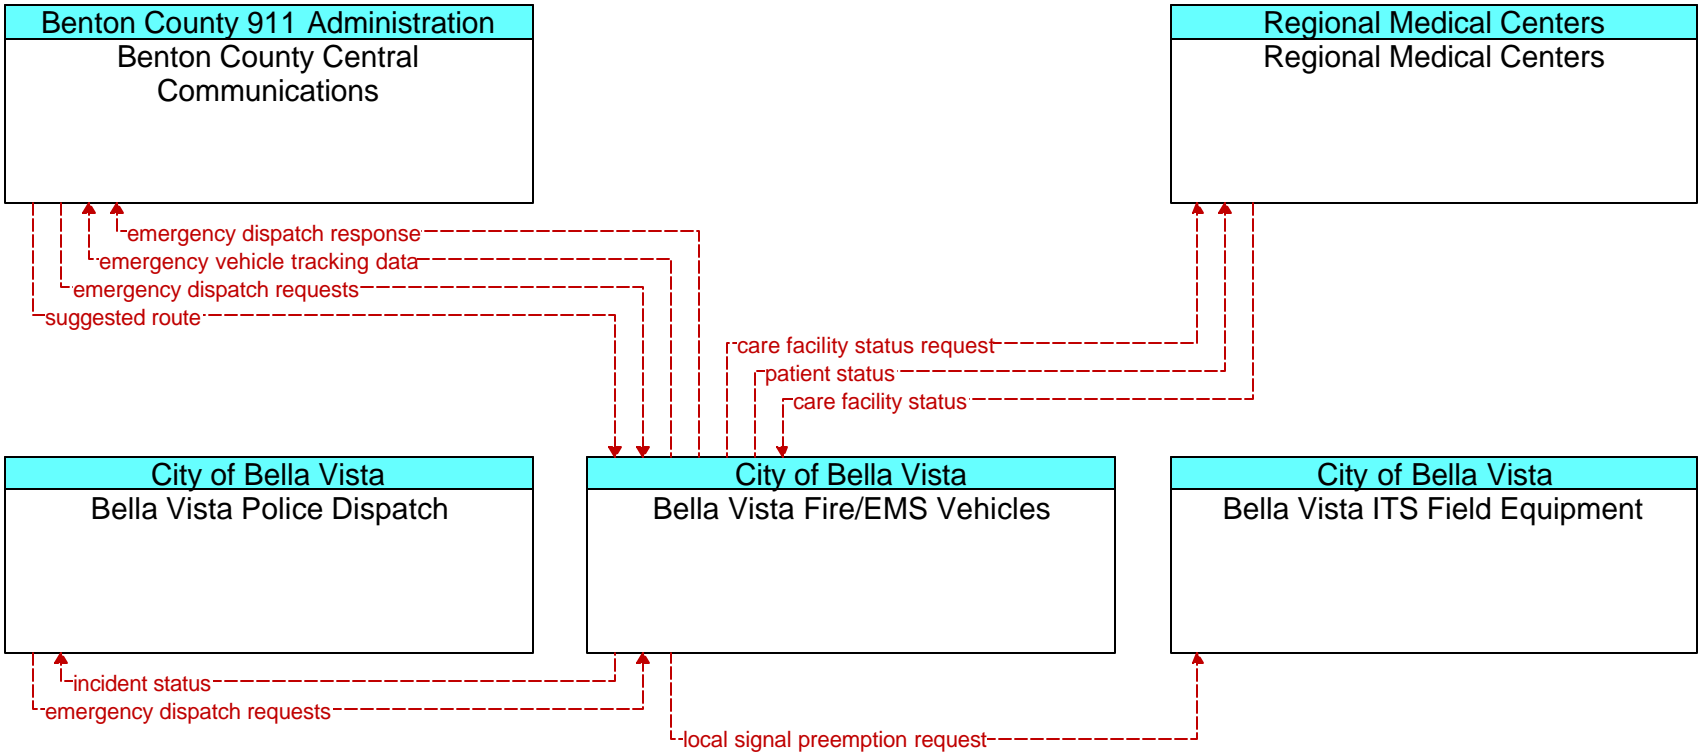 Benton County 911 Administration
Benton County Central
Communications
Regional Medical Centers
Regional Medical Centers
emergency dispatch response
emergency vehicle tracking data
emergency dispatch requests
suggested route
care facility status request
patient status
care facility status
City of Bella Vista
Bella Vista Police Dispatch
City of Bella Vista
Bella Vista Fire/EMS Vehicles
City of Bella Vista
Bella Vista ITS Field Equipment
incident status
emergency dispatch requests
local signal preemption request